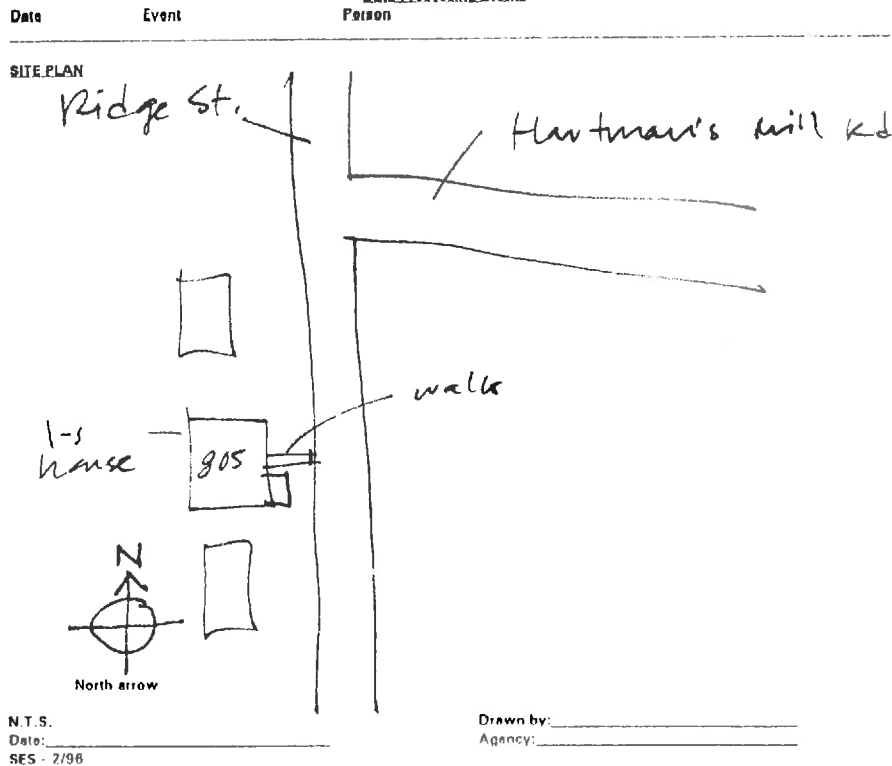 Date Event Person
SITE PLAN
Ridge St.
Hartman's Mill Rd
walk
1-s
house
805
N
North arrow
N.T.S.
Date:
SES - 2/96
Drawn by:
Agency: